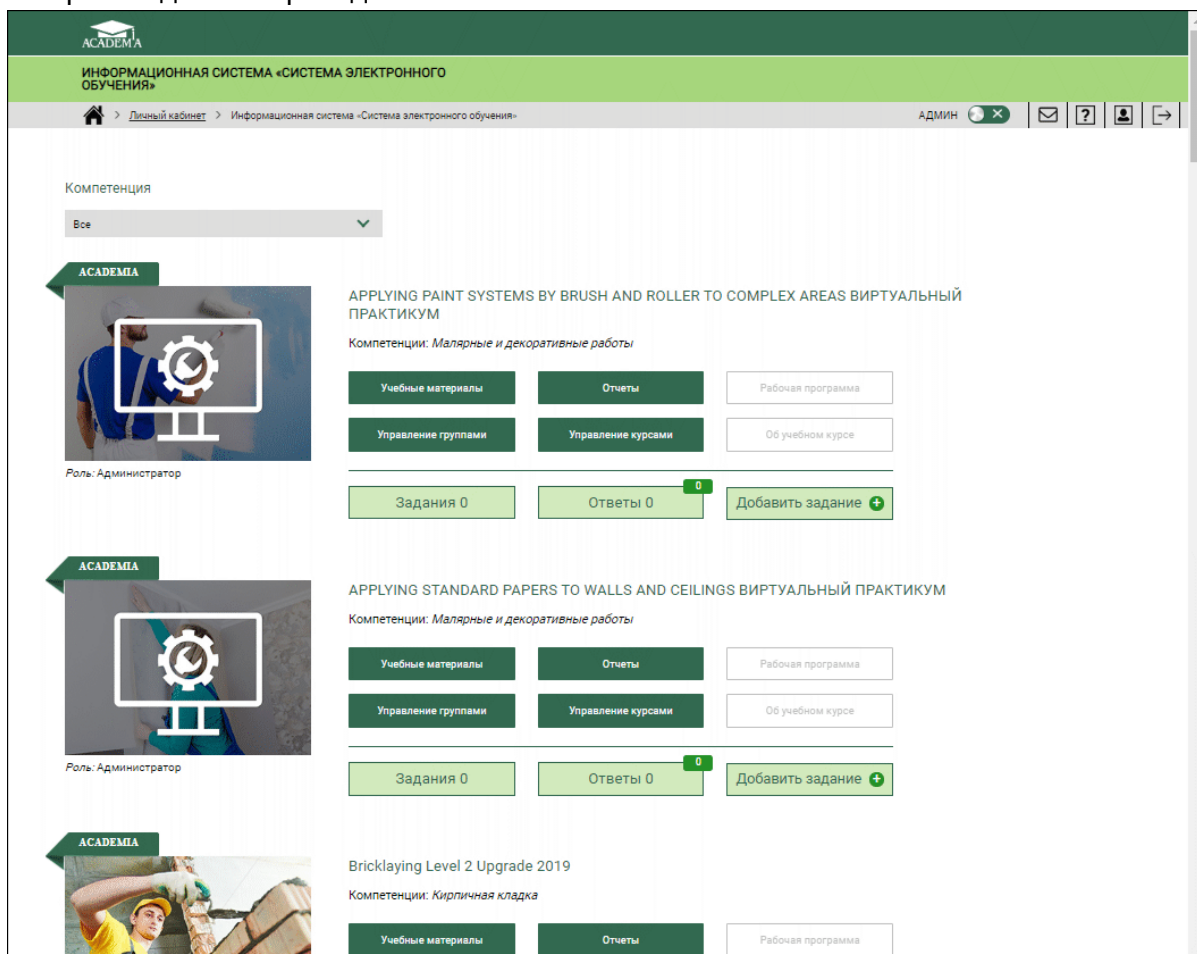 ACADEM'A
ИНФОРМАЦИОННАЯ СИСТЕМА «СИСТЕМА ЭЛЕКТРОННОГО
ОБУЧЕНИЯ»
> Личный кабинет > Информационная система «Система электронного обучения»
АДМИН
Компетенция
Все
ACADEMIA
APPLYING PAINT SYSTEMS BY BRUSH AND ROLLER TO COMPLEX AREAS ВИРТУАЛЬНЫЙ
ПРАКТИКУМ
Компетенции: Малярные и декоративные работы
Учебные материалы Отчеты Рабочая программа
Управление группами Управление курсами Об учебном курсе
Роль: Администратор
0
Задания 0 Ответы 0 Добавить задание
ACADEMIA
APPLYING STANDARD PAPERS TO WALLS AND CEILINGS ВИРТУАЛЬНЫЙ ПРАКТИКУМ
Компетенции: Малярные и декоративные работы
Учебные материалы Отчеты Рабочая программа
Управление группами Управление курсами Об учебном курсе
Роль: Администратор
0
Задания 0 Ответы 0 Добавить задание
ACADEMIA
Bricklaying Level 2 Upgrade 2019
Компетенции: Кирпичная кладка
Учебные материалы Отчеты Рабочая программа